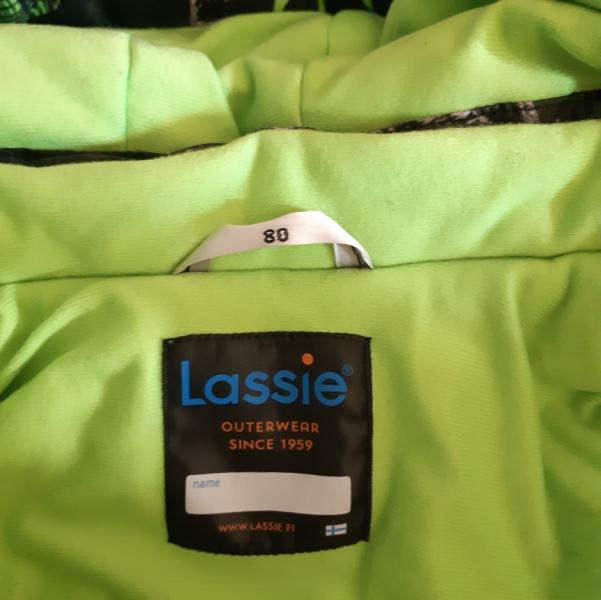 80
Lassie®
OUTERWEAR
SINCE 1959
name
WWW.LASSIE.FI